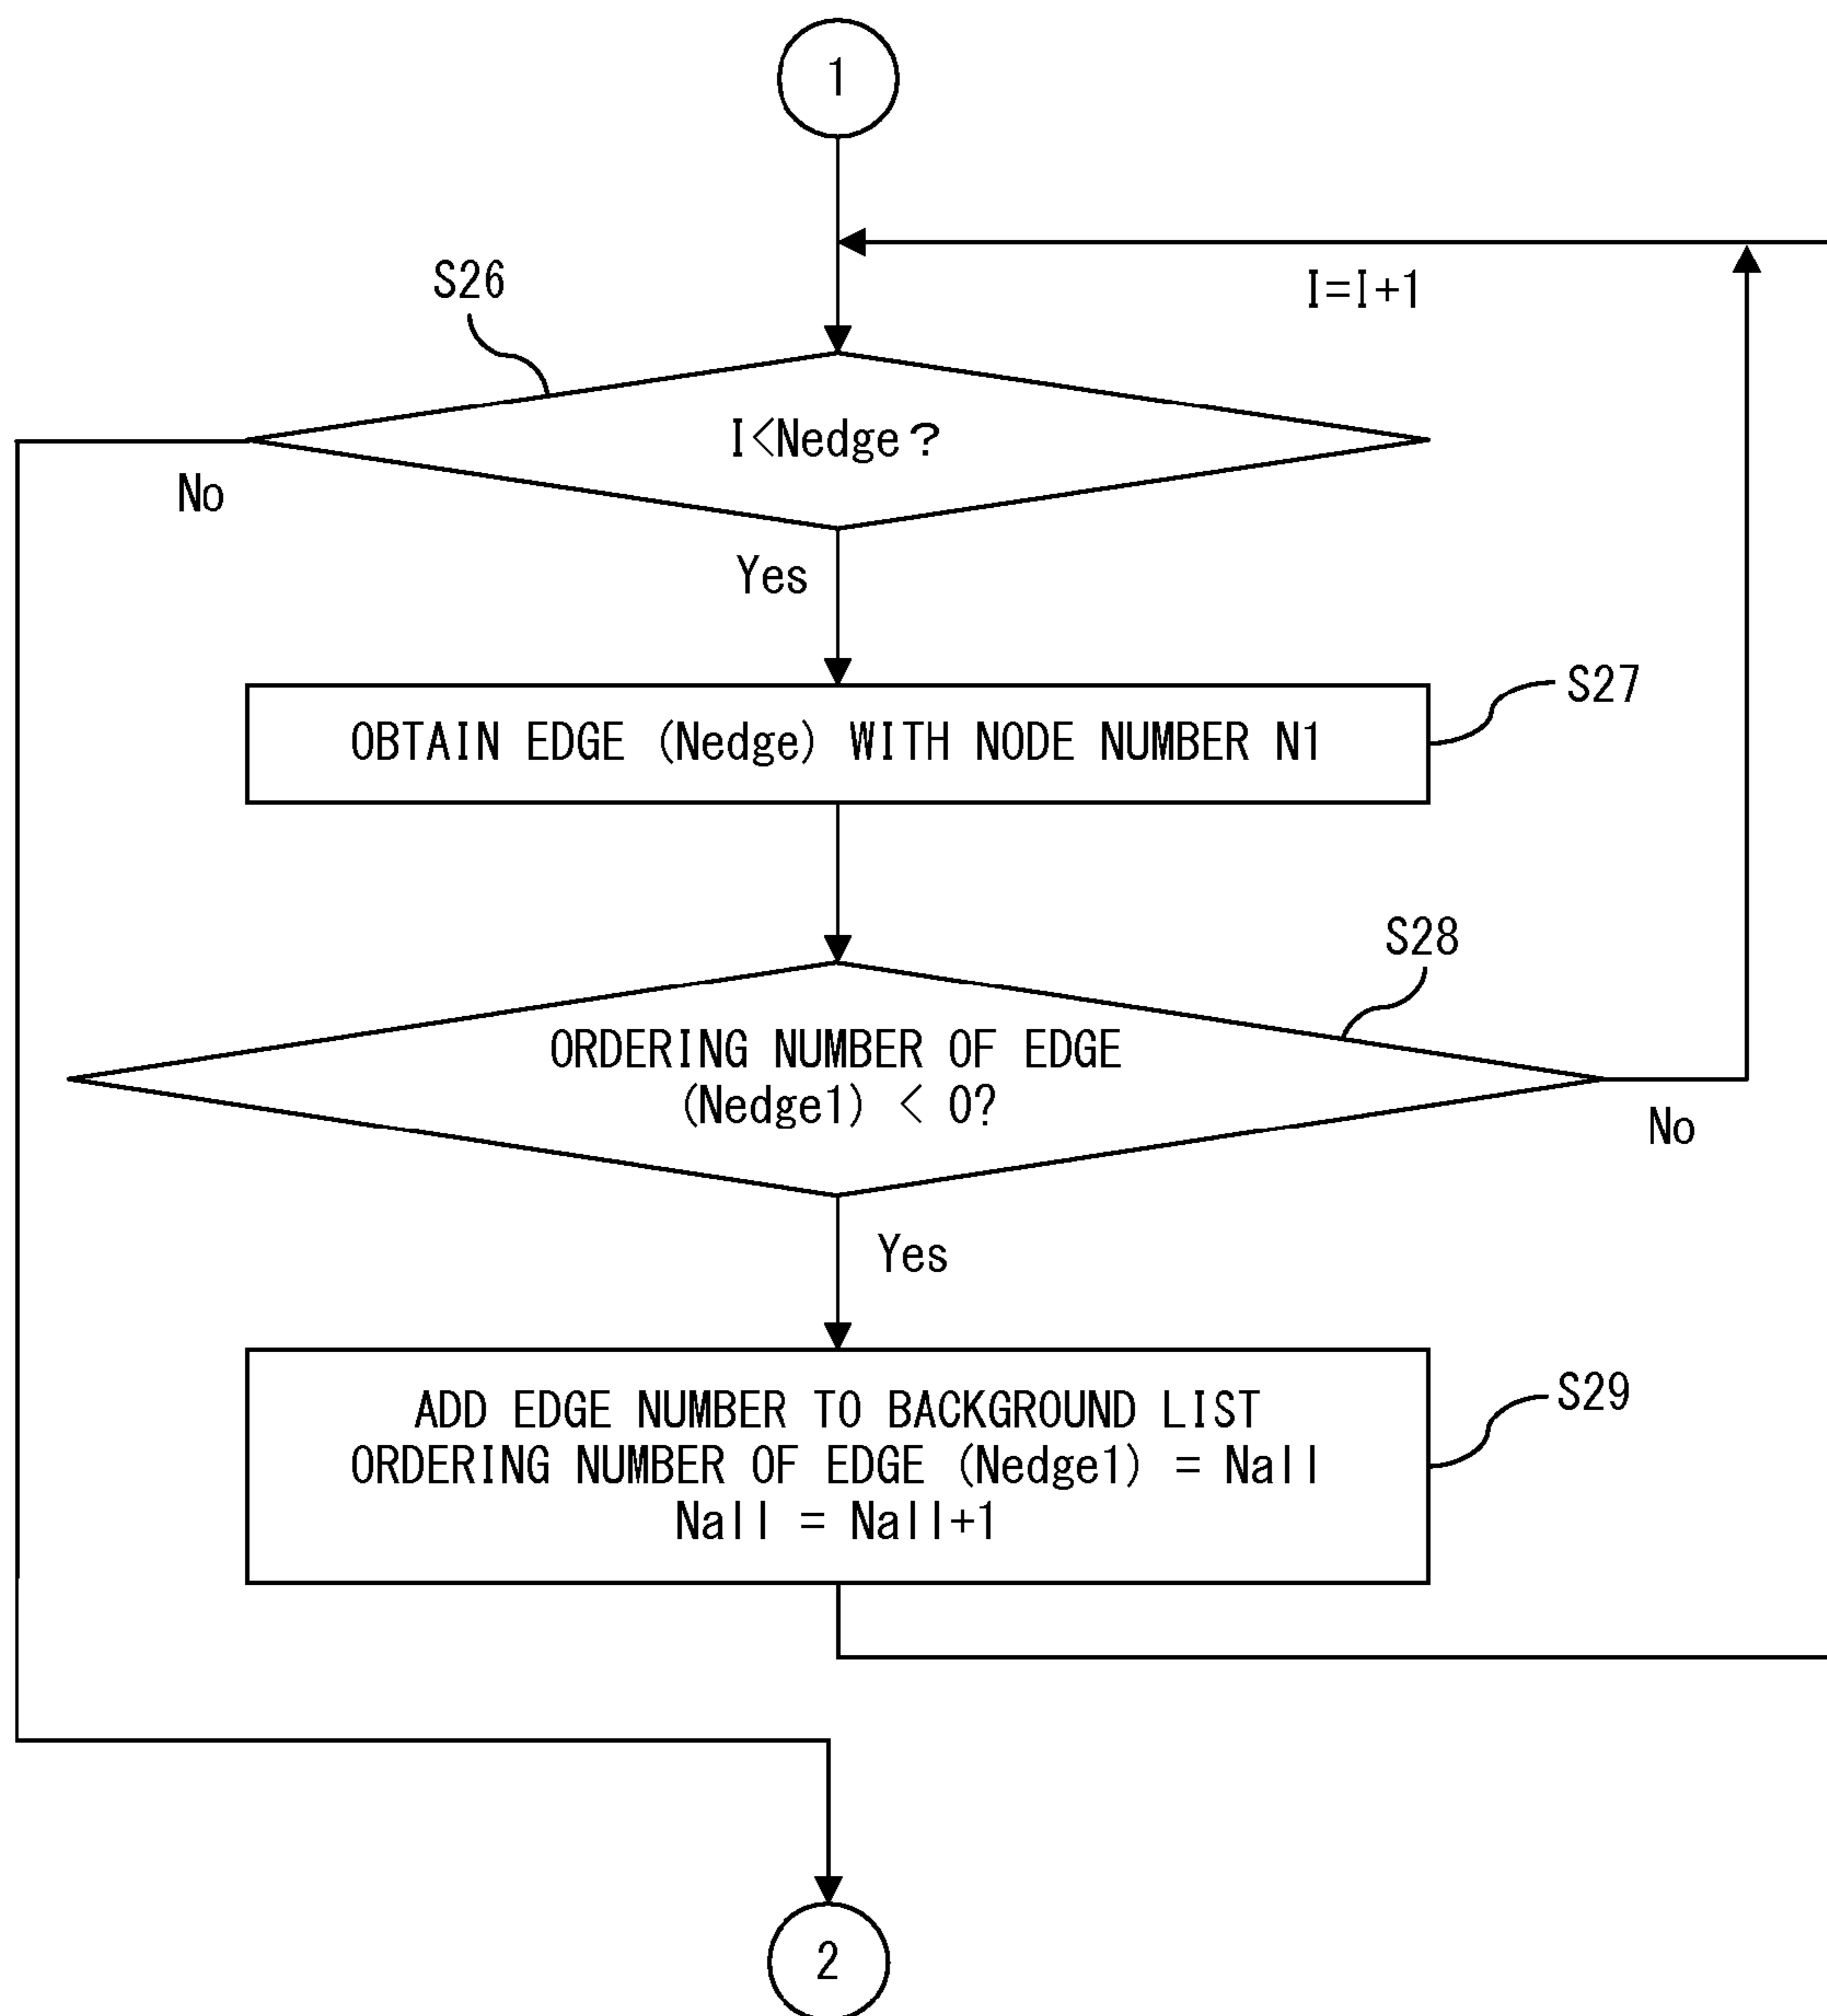 1
I=I+1
S26
I<Nedge?
No
Yes
S27
OBTAIN EDGE (Nedge) WITH NODE NUMBER N1
S28
ORDERING NUMBER OF EDGE
(Nedge1) < 0?
No
Yes
ADD EDGE NUMBER TO BACKGROUND LIST
S29
ORDERING NUMBER OF EDGE (Nedge1) = Nall
Nall = Nall+1
2